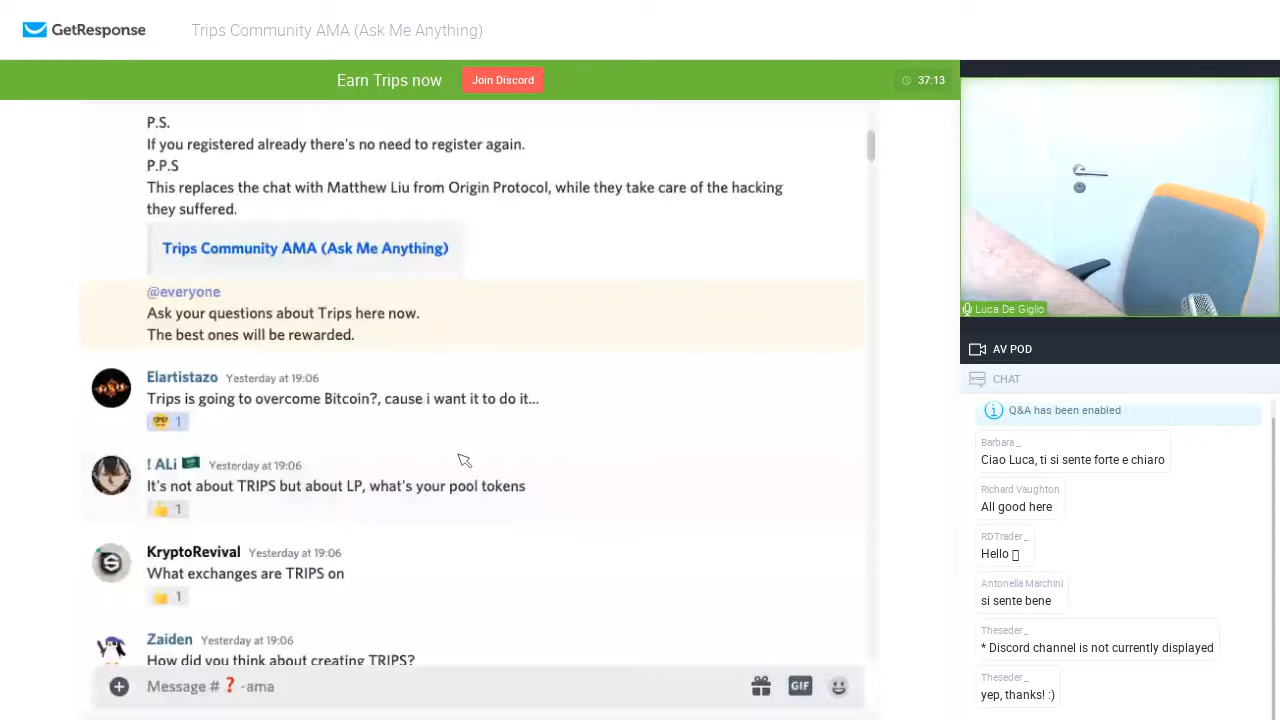 GetResponse
Trips Community AMA (Ask Me Anything)
Earn Trips now
Join Discord
37:13
P.S.
If you registered already there's no need to register again.
P.P.S
This replaces the chat with Matthew Liu from Origin Protocol, while they take care of the hacking
they suffered.
Trips Community AMA (Ask Me Anything)
@everyone
Ask your questions about Trips here now.
The best ones will be rewarded.
Elartistazo Yesterday at 19:06
Trips is going to overcome Bitcoin?, cause i want it to do it...
1
! ALi Yesterday at 19:06
It's not about TRIPS but about LP, what's your pool tokens
1
KryptoRevival Yesterday at 19:06
What exchanges are TRIPS on
1
Zaiden Yesterday at 19:06
How did you think about creating TRIPS?
Message # ❓ -ama
GIF
Luca De Giglio
AV POD
CHAT
Q&A has been enabled
Barbara _
Ciao Luca, ti si sente forte e chiaro
Richard Vaughton
All good here
RDTrader _
Hello
Antonella Marchini
si sente bene
Theseder _
* Discord channel is not currently displayed
Theseder _
yep, thanks! :)